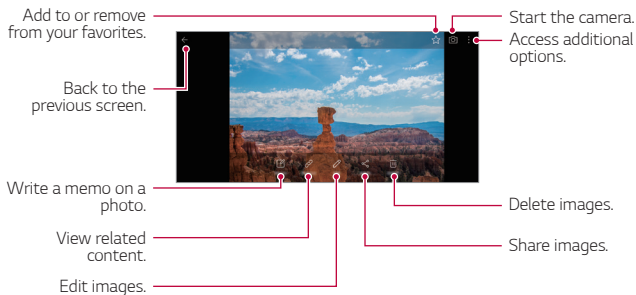 Add to or remove
from your favorites.
Back to the
previous screen.
Write a memo on a
photo.
View related
content.
Edit images.
Start the camera.
Access additional
options.
Delete images.
Share images.